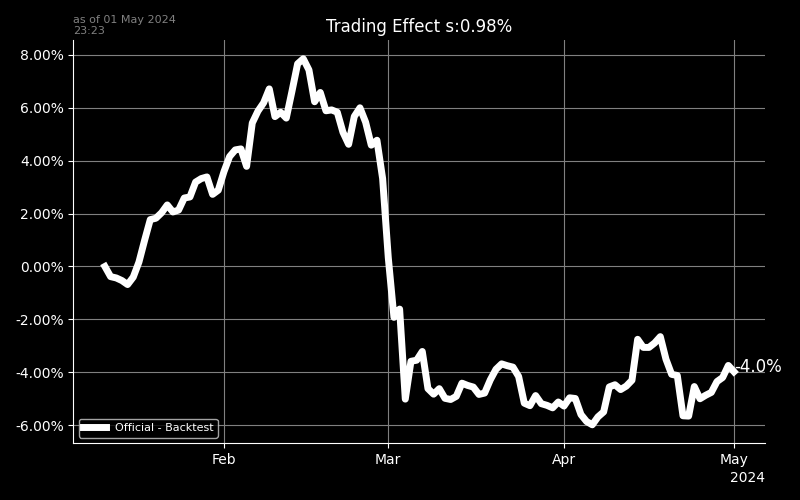 as of 01 May 2024
23:23
Trading Effect s:0.98%
8.00%
6.00%
4.00%
2.00%
0.00%
-2.00%
-4.00%
-6.00%
-4.0%
Official - Backtest
Feb
Mar
Apr
May
2024